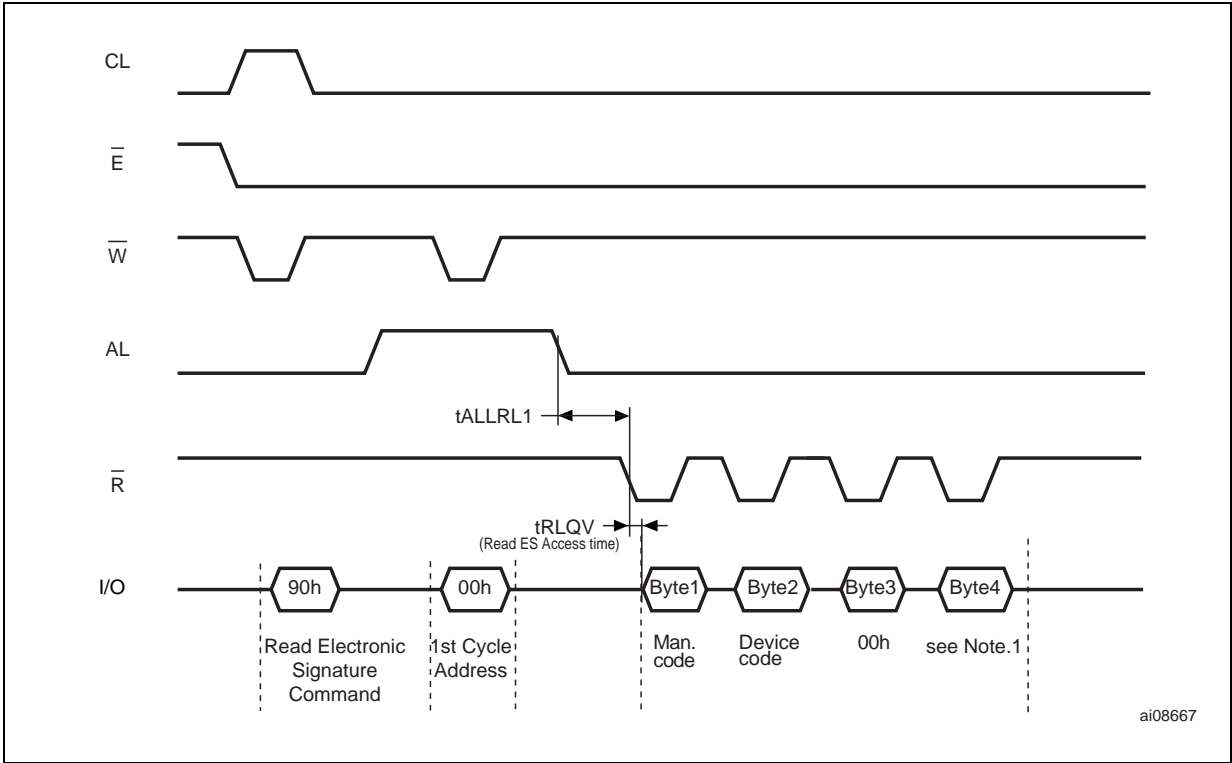 CL
E
W
AL
tALLRL1
R
tRLQV
(Read ES Access time)
I/O
90h
00h
Byte1
Byte2
Byte3
Byte4
Read Electronic
Signature
Command
1st Cycle
Address
Man.
code
Device
code
00h
see Note.1
ai08667